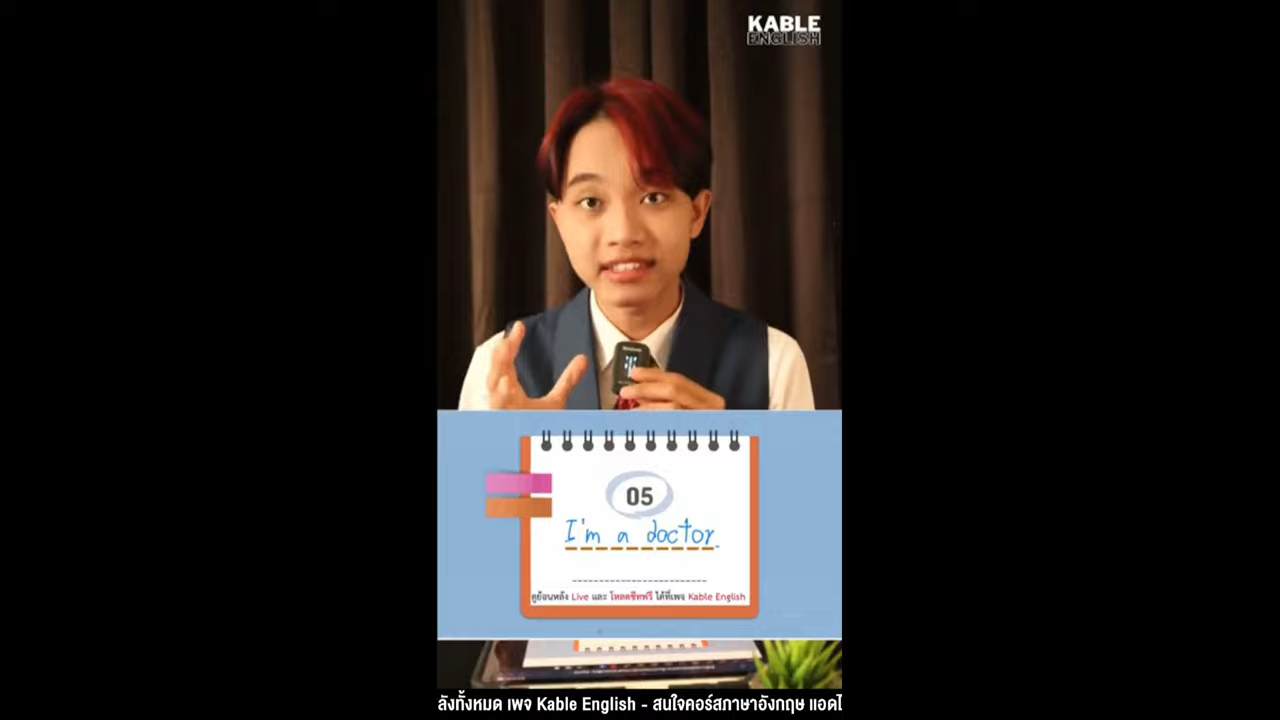 KABLE
ENGLISH
05
I'm a doctor.
ดูย้อนหลัง Live และ โหลดชีทฟรี ได้ที่เพจ Kable English
ลังทั้งหมด เพจ Kable English - สนใจคอร์สภาษาอังกฤษ แอดไ